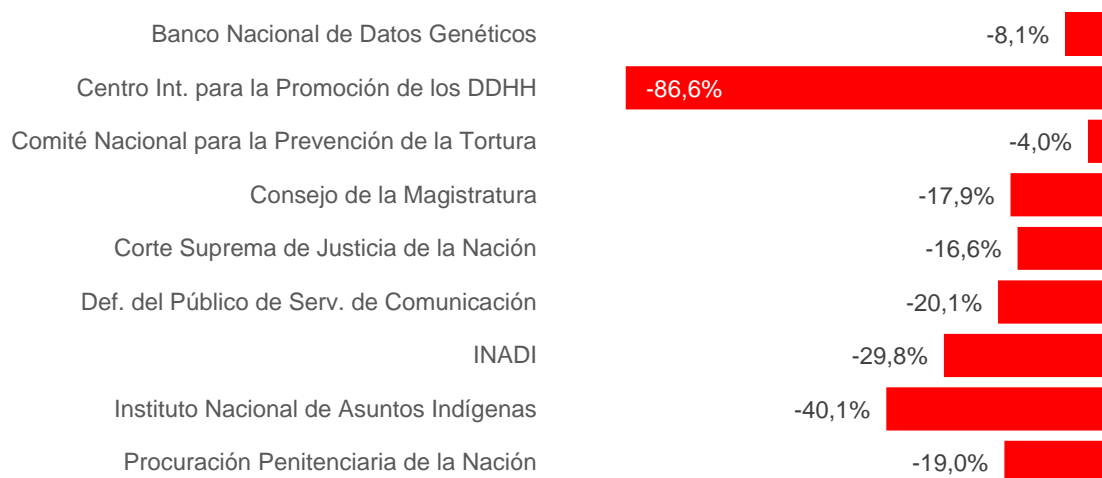 Banco Nacional de Datos Genéticos -8,1%
Centro Int. para la Promoción de los DDHH -86,6%
Comité Nacional para la Prevención de la Tortura -4,0%
Consejo de la Magistratura -17,9%
Corte Suprema de Justicia de la Nación -16,6%
Def. del Público de Serv. de Comunicación -20,1%
INADI -29,8%
Instituto Nacional de Asuntos Indígenas -40,1%
Procuración Penitenciaria de la Nación -19,0%